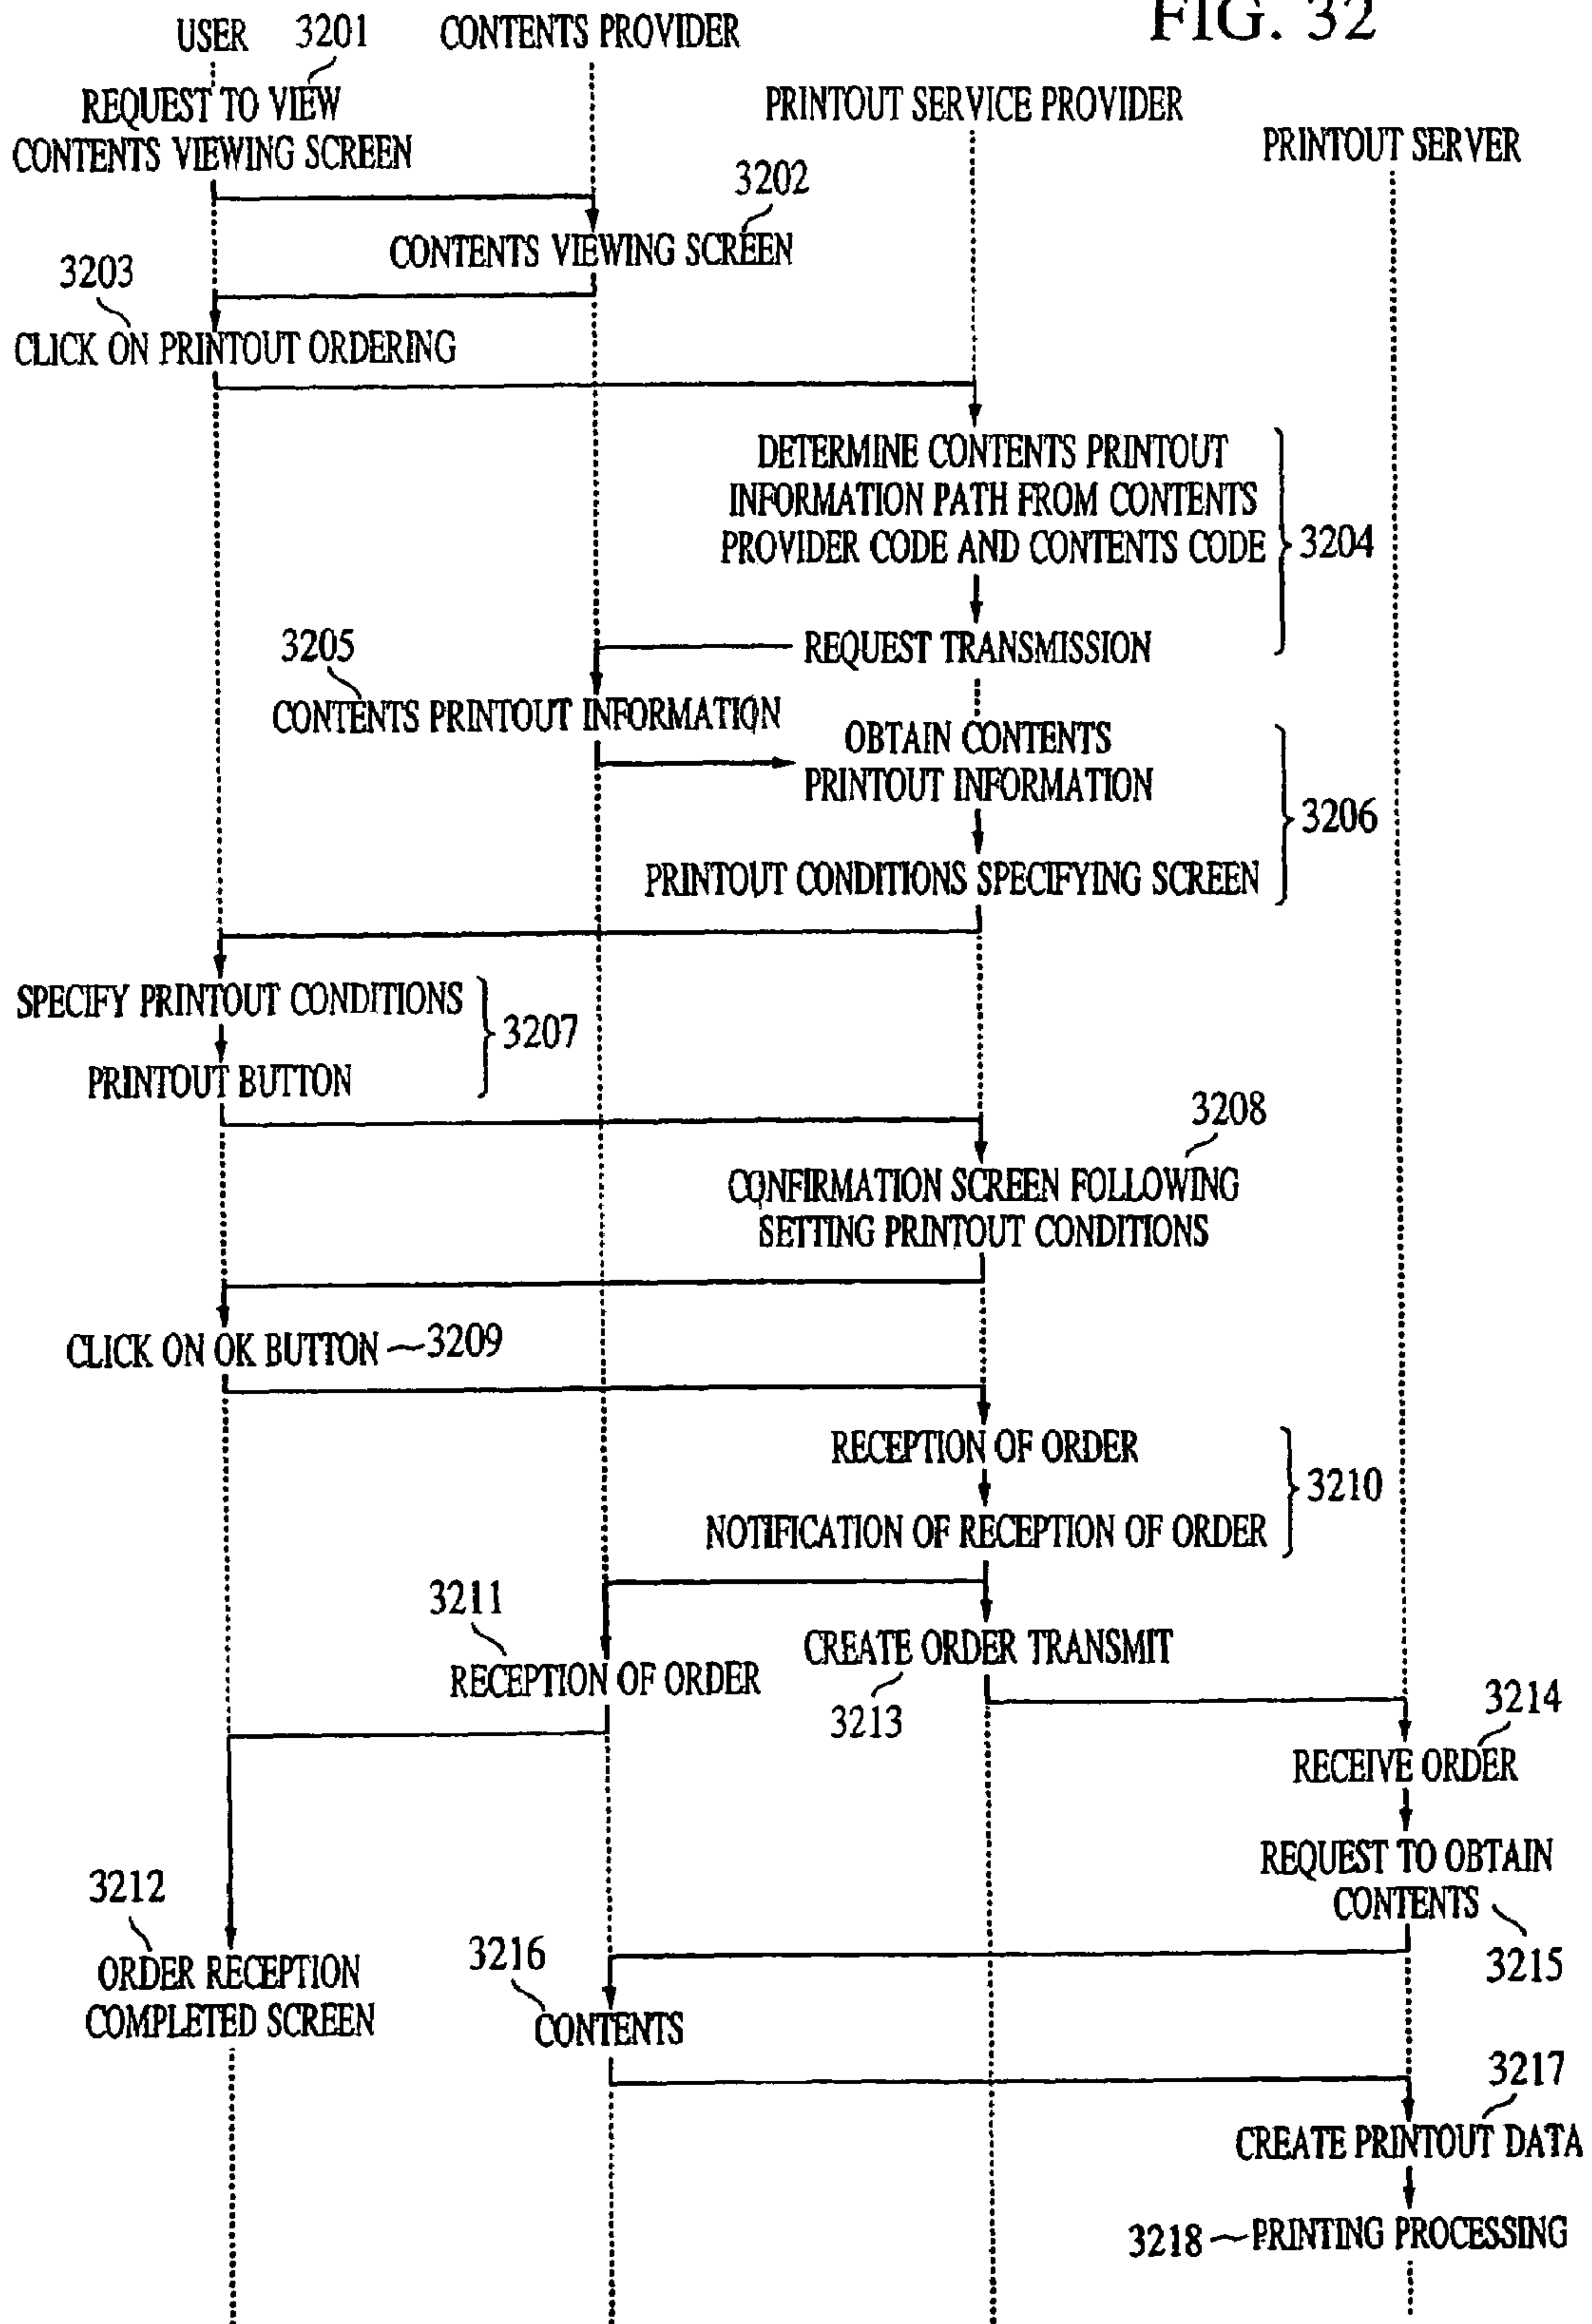 FIG. 32
USER
3201
CONTENTS PROVIDER
PRINTOUT SERVICE PROVIDER
PRINTOUT SERVER
REQUEST TO VIEW
CONTENTS VIEWING SCREEN
3202
CONTENTS VIEWING SCREEN
3203
CLICK ON PRINTOUT ORDERING
DETERMINE CONTENTS PRINTOUT
INFORMATION PATH FROM CONTENTS
PROVIDER CODE AND CONTENTS CODE
3204
REQUEST TRANSMISSION
3205
CONTENTS PRINTOUT INFORMATION
OBTAIN CONTENTS
PRINTOUT INFORMATION
3206
PRINTOUT CONDITIONS SPECIFYING SCREEN
SPECIFY PRINTOUT CONDITIONS
3207
PRINTOUT BUTTON
3208
CONFIRMATION SCREEN FOLLOWING
SETTING PRINTOUT CONDITIONS
CLICK ON OK BUTTON
3209
RECEPTION OF ORDER
3210
NOTIFICATION OF RECEPTION OF ORDER
3211
RECEPTION OF ORDER
CREATE ORDER TRANSMIT
3213
3214
RECEIVE ORDER
REQUEST TO OBTAIN
CONTENTS
3215
3212
ORDER RECEPTION
COMPLETED SCREEN
3216
CONTENTS
3217
CREATE PRINTOUT DATA
3218
PRINTING PROCESSING